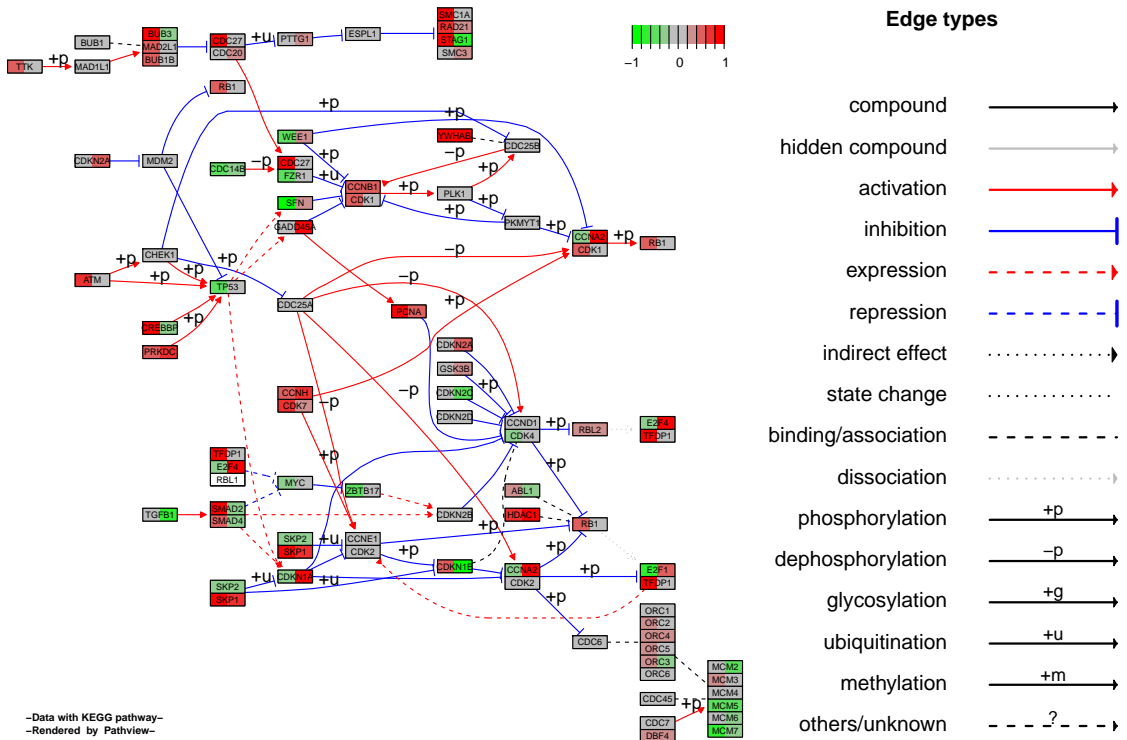 SMC1A
RAD21
STAG1
SMC3
BUB1
BUB3
MAD2L1
BUB1B
CDC27
CDC20
+u
PTTG1
ESPL1
TTK
+p
MAD1L1
−1 0 1
Edge types
RB1
CDKN2A
MDM2
+p
WEE1
+p
YWHAB
CDC25B
CDC14B
−p
CDC27
FZR1
+p
+u
−p
CCNB1
CDK1
+p
PLK1
+p
SFN
+p
PKMYT1
+p
GADD45A
CCNA2
CDK1
+p
RB1
CHEK1
+p
+p
+p
ATM
TP53
−p
−p
CDC25A
CREBBP
+p
PRKDC
PCNA
CDKN2A
GSK3B
+p
CDKN2C
CDKN2D
CCNH
CDK7
−p
−p
CCND1
CDK4
+p
RBL2
E2F4
TFDP1
TFDP1
E2F4
RBL1
MYC
ZBTB17
+p
ABL1
HDAC1
RB1
TGFB1
SMAD2
SMAD4
CDKN2B
SKP2
SKP1
+u
CCNE1
CDK2
+p
+p
+p
CDKN1A
+u
CDKN1B
CCNA2
CDK2
+p
E2F1
TFDP1
SKP2
SKP1
+u
+p
CDC6
ORC1
ORC2
ORC4
ORC5
ORC3
ORC6
CDC45
CDC7
DBF4
+p
MCM2
MCM3
MCM4
MCM5
MCM6
MCM7
compound
hidden compound
activation
inhibition
expression
repression
indirect effect
state change
binding/association
dissociation
phosphorylation +p
dephosphorylation −p
glycosylation +g
ubiquitination +u
methylation +m
others/unknown ?
−Data with KEGG pathway−
−Rendered by Pathview−